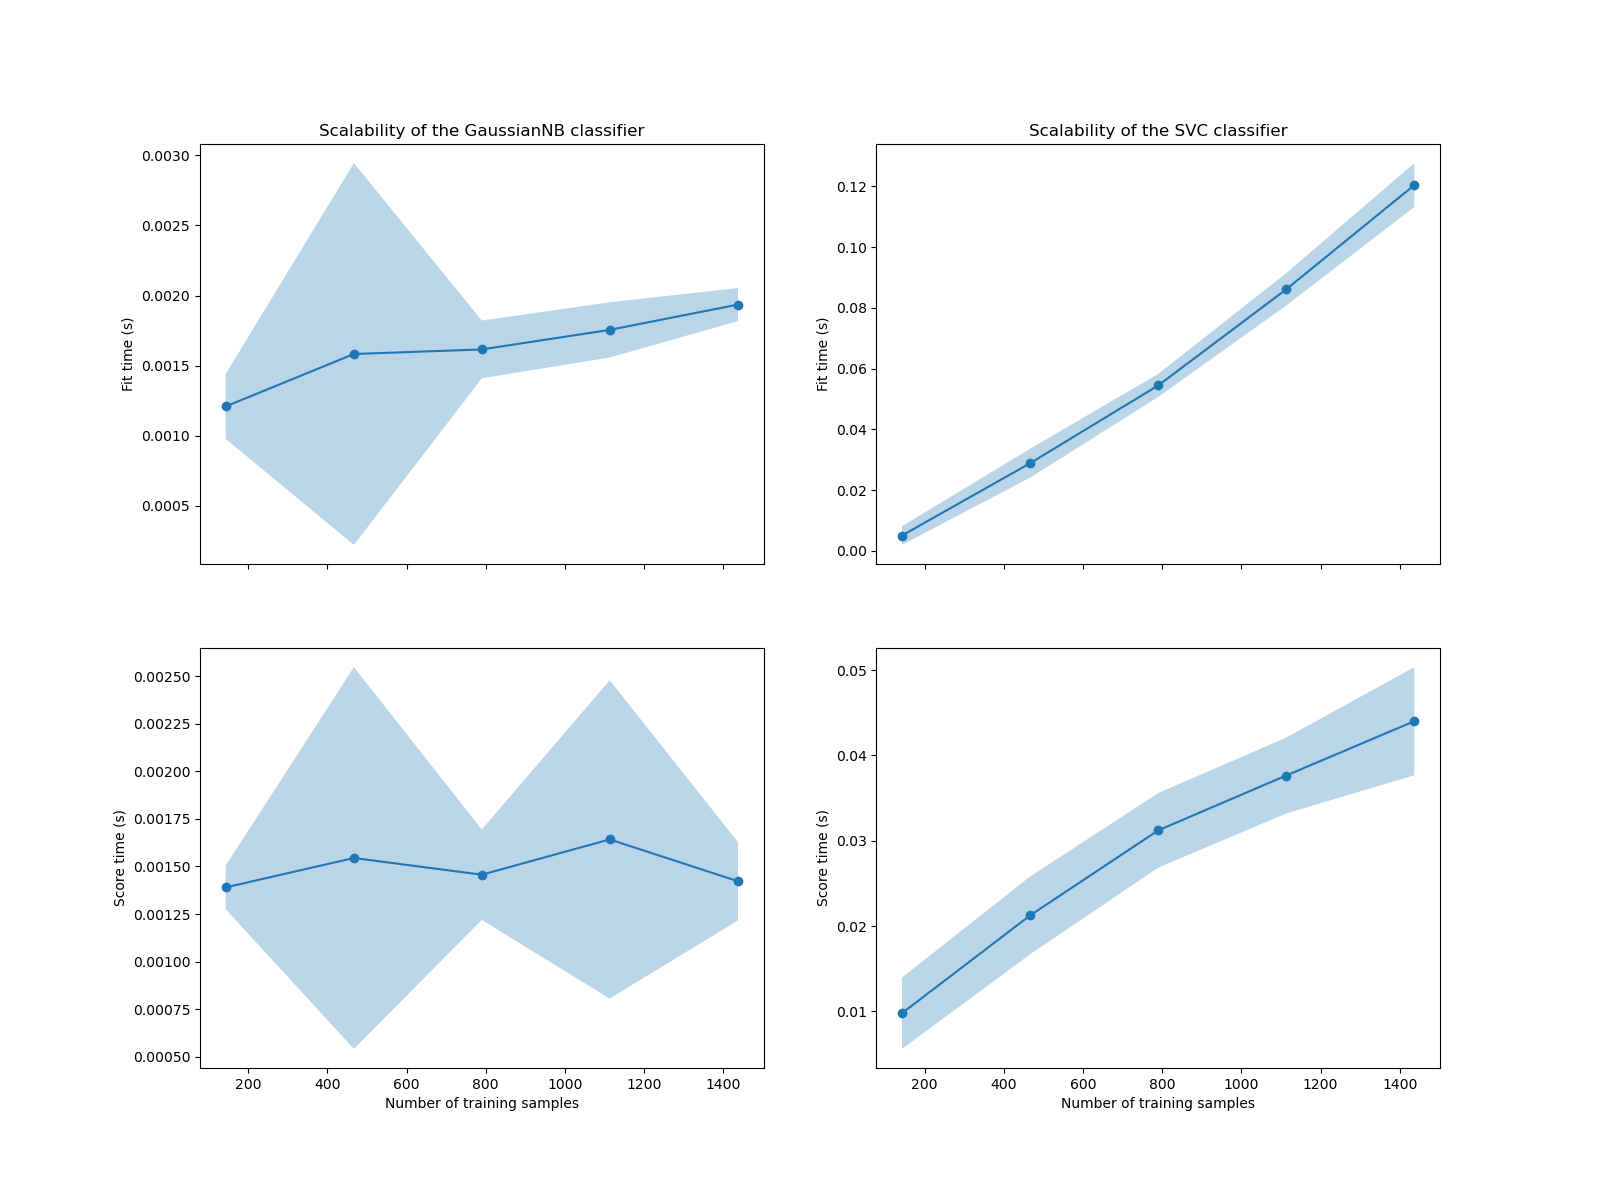 Scalability of the GaussianNB classifier
0.0030
0.0025
0.0020
0.0015
0.0010
0.0005
Fit time (s)
Scalability of the SVC classifier
0.12
0.10
0.08
0.06
0.04
0.02
0.00
Fit time (s)
0.00250
0.00225
0.00200
0.00175
0.00150
0.00125
0.00100
0.00075
0.00050
Score time (s)
200 400 600 800 1000 1200 1400
Number of training samples
0.05
0.04
0.03
0.02
0.01
Score time (s)
200 400 600 800 1000 1200 1400
Number of training samples